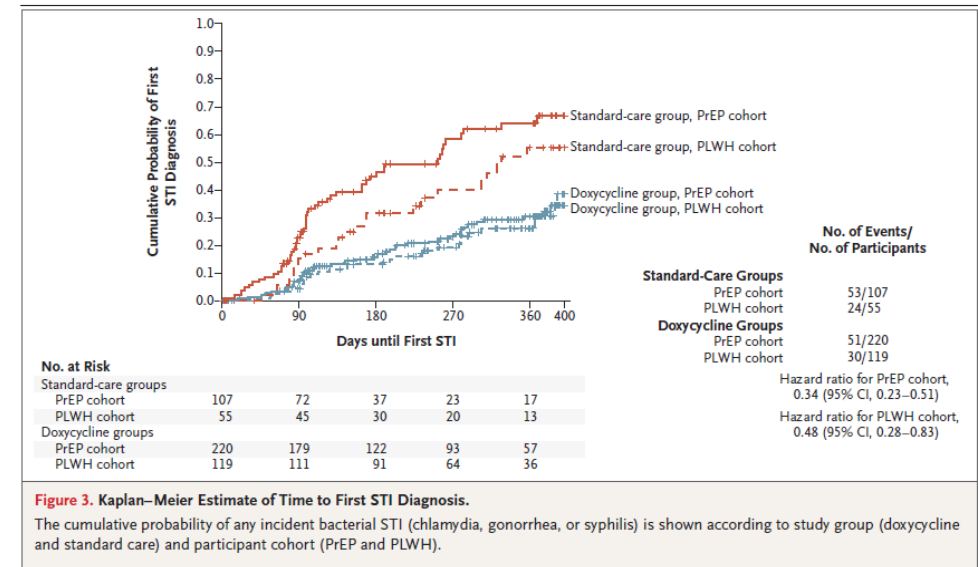 1.0
0.9
0.8
0.7
0.6
0.5
0.4
0.3
0.2
0.1
0.0
Cumulative Probability of First
STI Diagnosis
0 90 180 270 360 400
Days until First STI
Standard-care group, PrEP cohort
Standard-care group, PLWH cohort
Doxycycline group, PrEP cohort
Doxycycline group, PLWH cohort
No. of Events/
No. of Participants
Standard-Care Groups
PrEP cohort 53/107
PLWH cohort 24/55
Doxycycline Groups
PrEP cohort 51/220
PLWH cohort 30/119
Hazard ratio for PrEP cohort,
0.34 (95% CI, 0.23–0.51)
Hazard ratio for PLWH cohort,
0.48 (95% CI, 0.28–0.83)
No. at Risk
Standard-care groups
PrEP cohort 107 72 37 23 17
PLWH cohort 55 45 30 20 13
Doxycycline groups
PrEP cohort 220 179 122 93 57
PLWH cohort 119 111 91 64 36
Figure 3. Kaplan–Meier Estimate of Time to First STI Diagnosis.
The cumulative probability of any incident bacterial STI (chlamydia, gonorrhea, or syphilis) is shown according to study group (doxycycline
and standard care) and participant cohort (PrEP and PLWH).